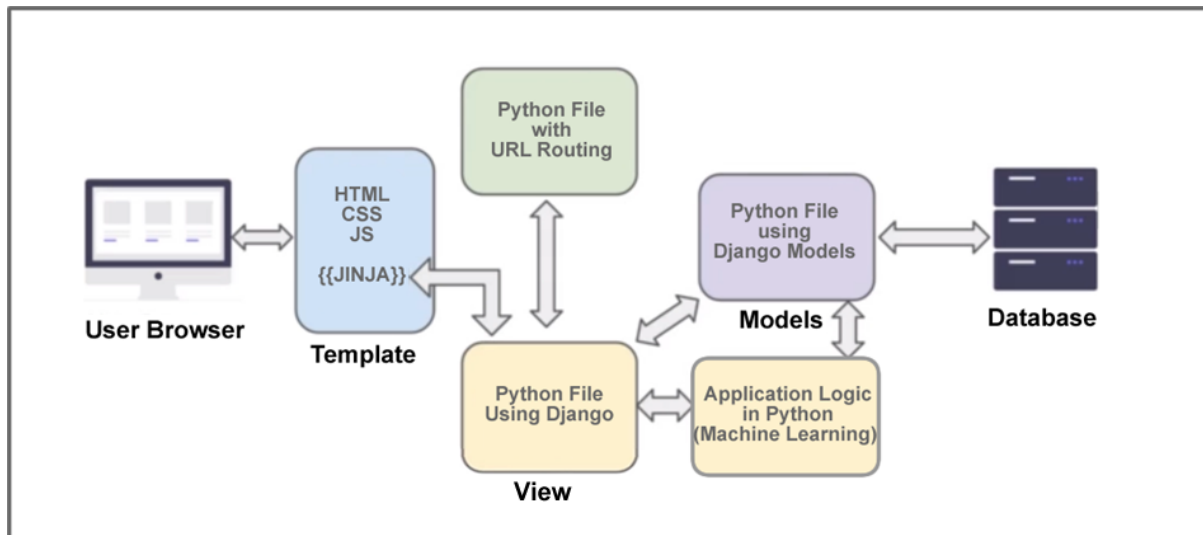 Python File
with
URL Routing
HTML
CSS
JS
{{JINJA}}
Python File
using
Django Models
User Browser
Template
Models
Database
Python File
Using Django
Application Logic
in Python
(Machine Learning)
View